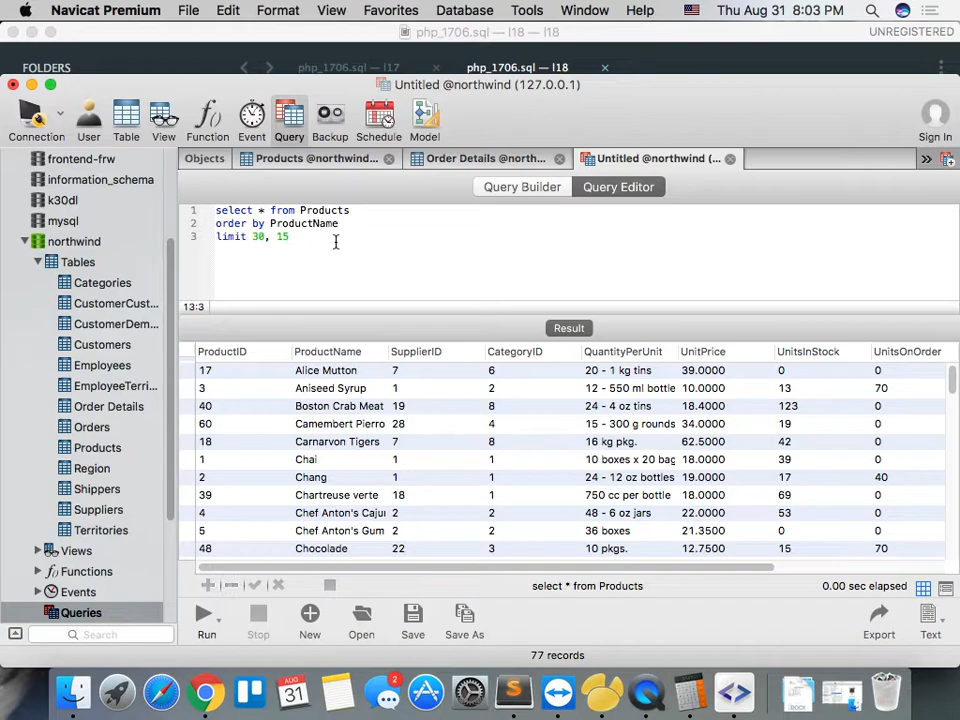 Navicat Premium File Edit Format View Favorites Database Tools Window Help Thu Aug 31 8:03 PM
php_1706.sql — l18 — l18 UNREGISTERED
FOLDERS php_1706.sql — l17 × php_1706.sql — l18 ×
Untitled @northwind (127.0.0.1)
Connection User Table View Function Event Query Backup Schedule Model Sign In
Objects Products @northwind... Order Details @north... Untitled @northwind (...
Query Builder Query Editor
frontend-frw
information_schema
k30dl
mysql
northwind
Tables
Categories
CustomerCust...
CustomerDem...
Customers
Employees
EmployeeTerri...
Order Details
Orders
Products
Region
Shippers
Suppliers
Territories
Views
Functions
Events
Queries
Search
1 select * from Products
2 order by ProductName
3 limit 30, 15
13:3
Result
ProductID ProductName SupplierID CategoryID QuantityPerUnit UnitPrice UnitsInStock UnitsOnOrder
17 Alice Mutton 7 6 20 - 1 kg tins 39.0000 0 0
3 Aniseed Syrup 1 2 12 - 550 ml bottle 10.0000 13 70
40 Boston Crab Meat 19 8 24 - 4 oz tins 18.4000 123 0
60 Camembert Pierro 28 4 15 - 300 g rounds 34.0000 19 0
18 Carnarvon Tigers 7 8 16 kg pkg. 62.5000 42 0
1 Chai 1 1 10 boxes x 20 bag 18.0000 39 0
2 Chang 1 1 24 - 12 oz bottles 19.0000 17 40
39 Chartreuse verte 18 1 750 cc per bottle 18.0000 69 0
4 Chef Anton's Caju 2 2 48 - 6 oz jars 22.0000 53 0
5 Chef Anton's Gum 2 2 36 boxes 21.3500 0 0
48 Chocolade 22 3 10 pkgs. 12.7500 15 70
select * from Products 0.00 sec elapsed
Run Stop New Open Save Save As Export Text
77 records
AUG
31
2